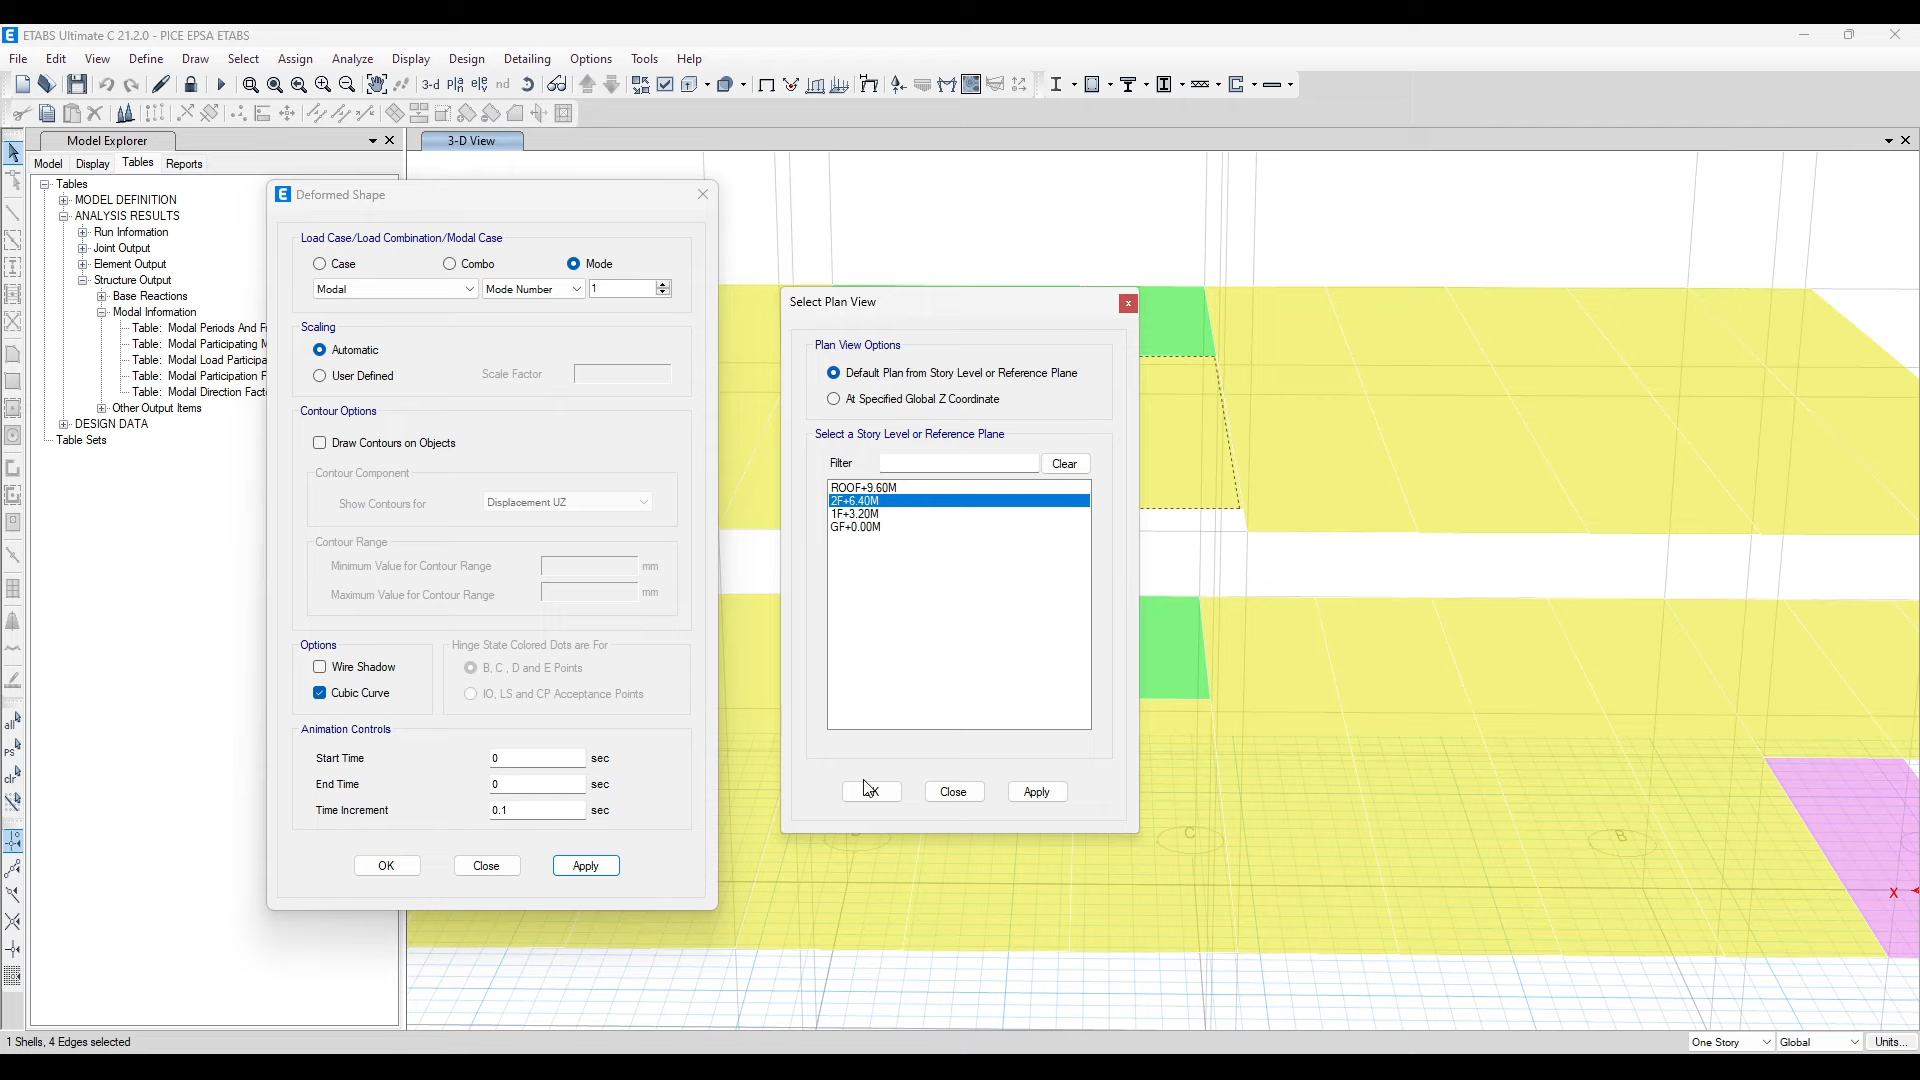 ETABS Ultimate C 21.2.0 - PICE EPSA ETABS
File Edit View Define Draw Select Assign Analyze Display Design Detailing Options Tools Help
3-d nd
Model Explorer
3-D View
Model Display Tables Reports
Tables
MODEL DEFINITION
ANALYSIS RESULTS
Run Information
Joint Output
Element Output
Structure Output
Base Reactions
Modal Information
Table: Modal Periods And
Table: Modal Participating
Table: Modal Load Participa
Table: Modal Participation F
Table: Modal Direction Fact
Other Output Items
DESIGN DATA
Table Sets
all
PS
clr
Deformed Shape
Load Case/Load Combination/Modal Case
Case Combo Mode
Modal Mode Number 1
Scaling
Automatic
User Defined Scale Factor
Contour Options
Draw Contours on Objects
Contour Component
Show Contours for Displacement UZ
Contour Range
Minimum Value for Contour Range mm
Maximum Value for Contour Range mm
Options
Wire Shadow
Cubic Curve
Hinge State Colored Dots are For
B, C , D and E Points
IO, LS and CP Acceptance Points
Animation Controls
Start Time 0 sec
End Time 0 sec
Time Increment 0.1 sec
OK Close Apply
Select Plan View
Plan View Options
Default Plan from Story Level or Reference Plane
At Specified Global Z Coordinate
Select a Story Level or Reference Plane
Filter Clear
ROOF+9.60M
2F+6.40M
1F+3.20M
GF+0.00M
OK Close Apply
C
B
X
1 Shells, 4 Edges selected
One Story Global Units...